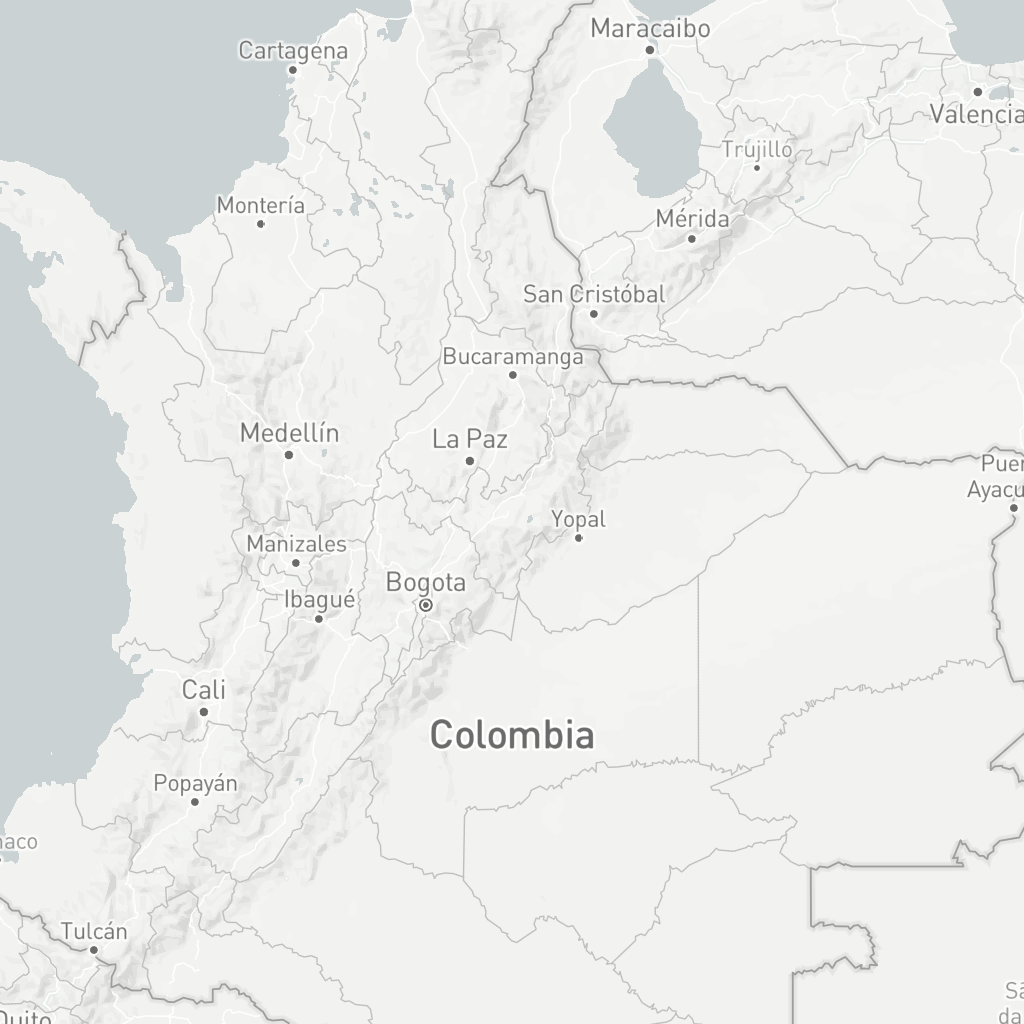 Maracaibo
Cartagena
Valencia
Trujillo
Montería
Mérida
San Cristóbal
Bucaramanga
Medellín
La Paz
Puer
Ayacu
Yopal
Manizales
Bogota
Ibagué
Cali
Colombia
Popayán
naco
Tulcán
Quito
Sã
da